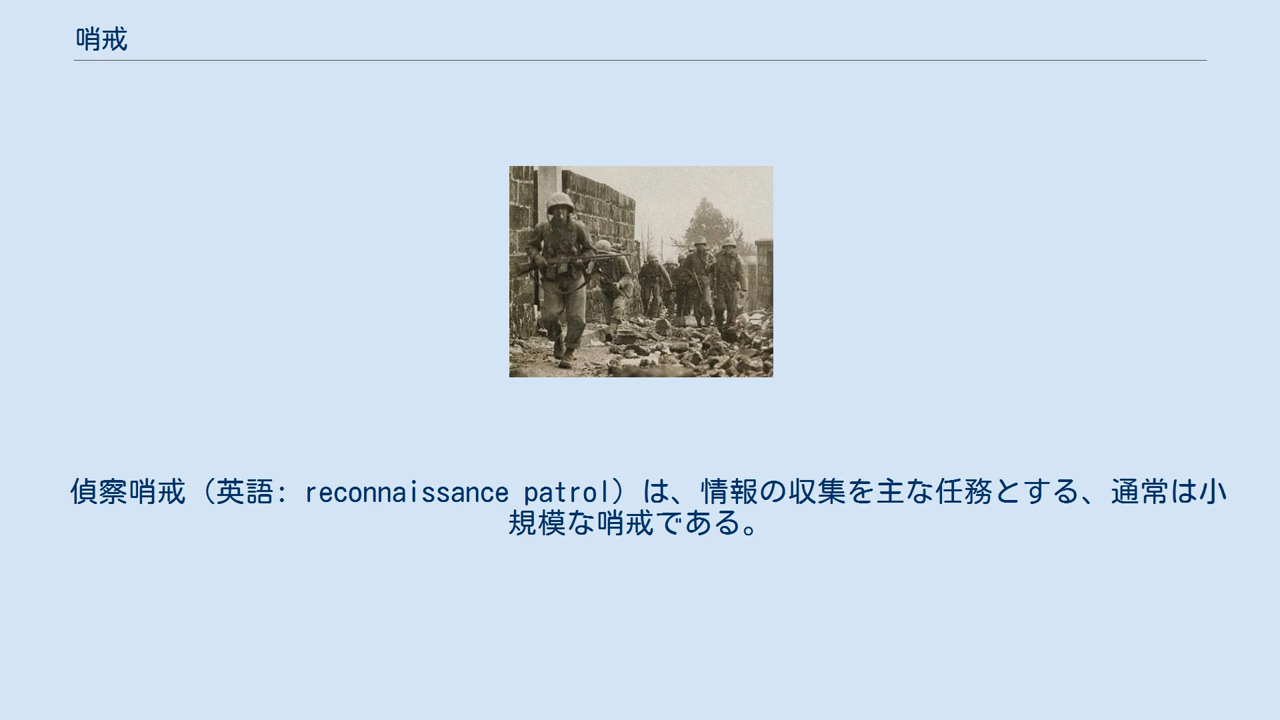 哨戒
偵察哨戒（英語: reconnaissance patrol）は、情報の収集を主な任務とする、通常は小
規模な哨戒である。